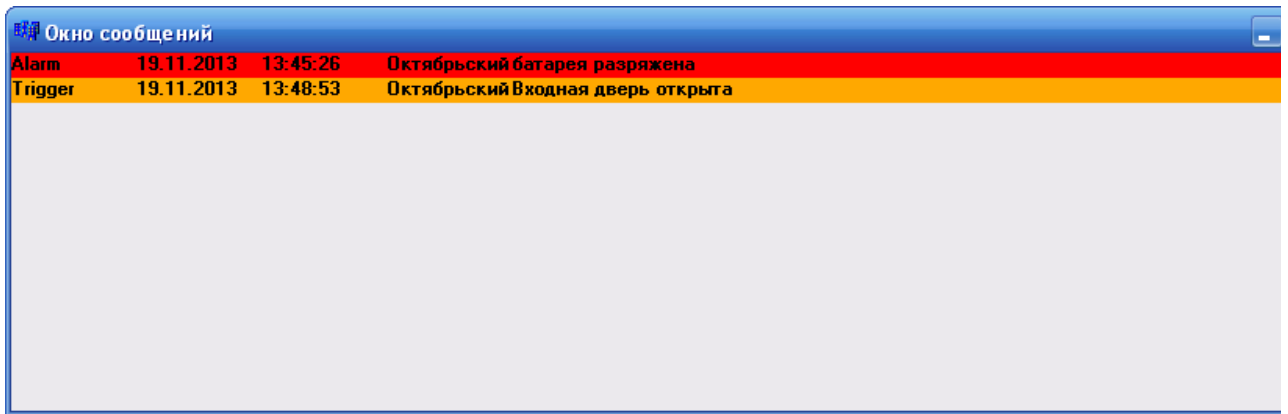 Окно сообщений
Alarm 19.11.2013 13:45:26 Октябрьский батарея разряжена
Trigger 19.11.2013 13:48:53 Октябрьский Входная дверь открыта